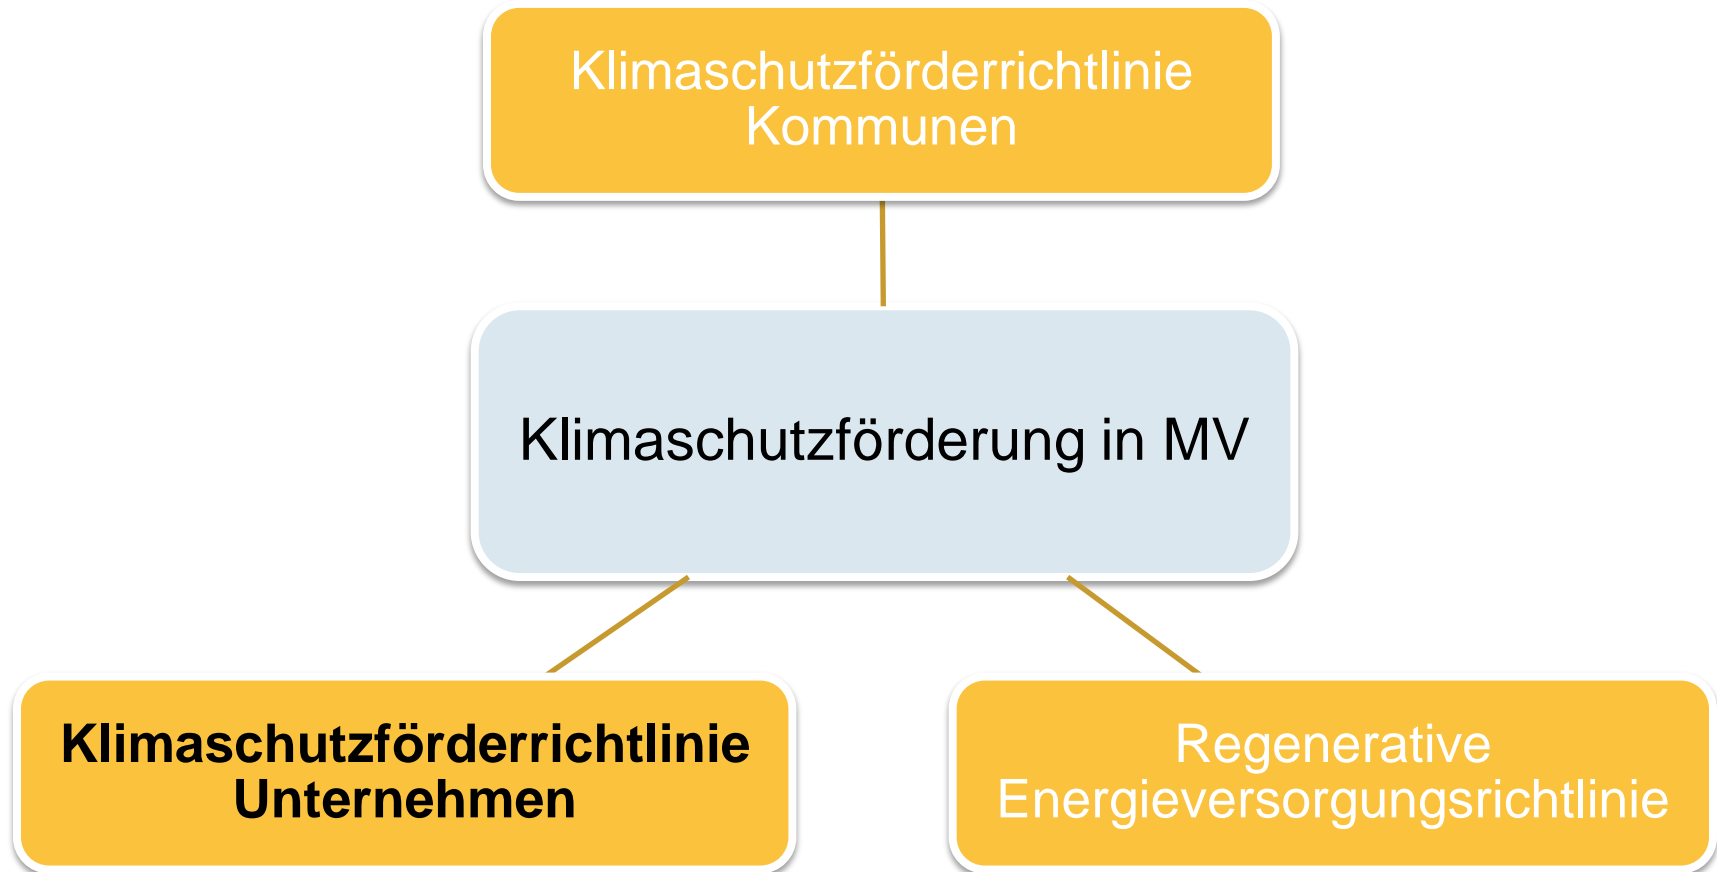 Klimaschutzförderrichtlinie
Kommunen
Klimaschutzförderung in MV
Klimaschutzförderrichtlinie
Unternehmen
Regenerative
Energieversorgungsrichtlinie